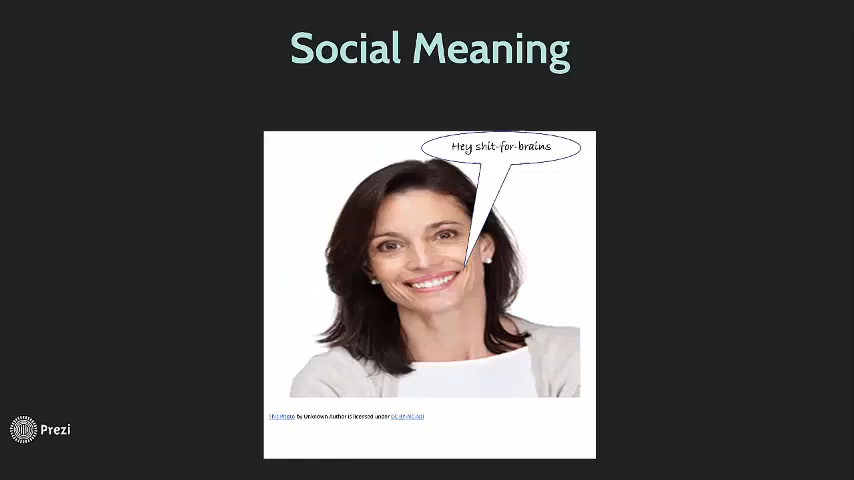 Social Meaning
Hey shit-for-brains
This Photo by Unknown Author is licensed under CC BY-NC-ND
Prezi